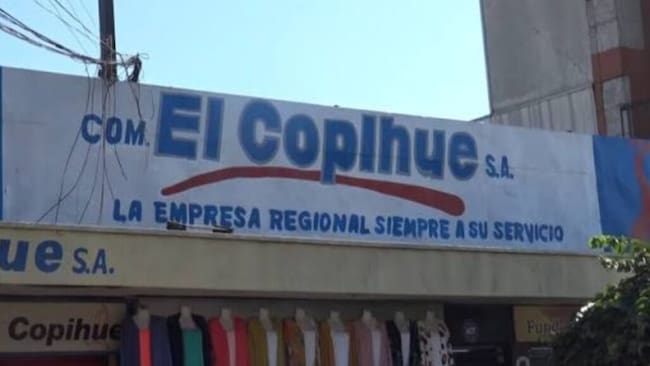 COM. El Copihue S.A.
LA EMPRESA REGIONAL SIEMPRE A SU SERVICIO
ue S.A.
Copihue